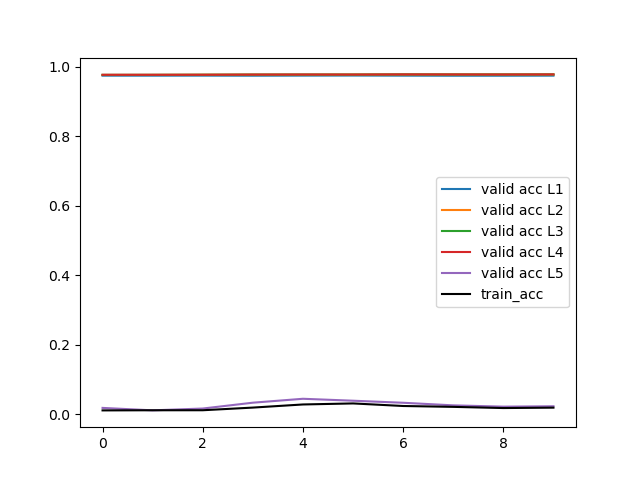 1.0
0.8
0.6
0.4
0.2
0.0
0 2 4 6 8
valid acc L1
valid acc L2
valid acc L3
valid acc L4
valid acc L5
train_acc